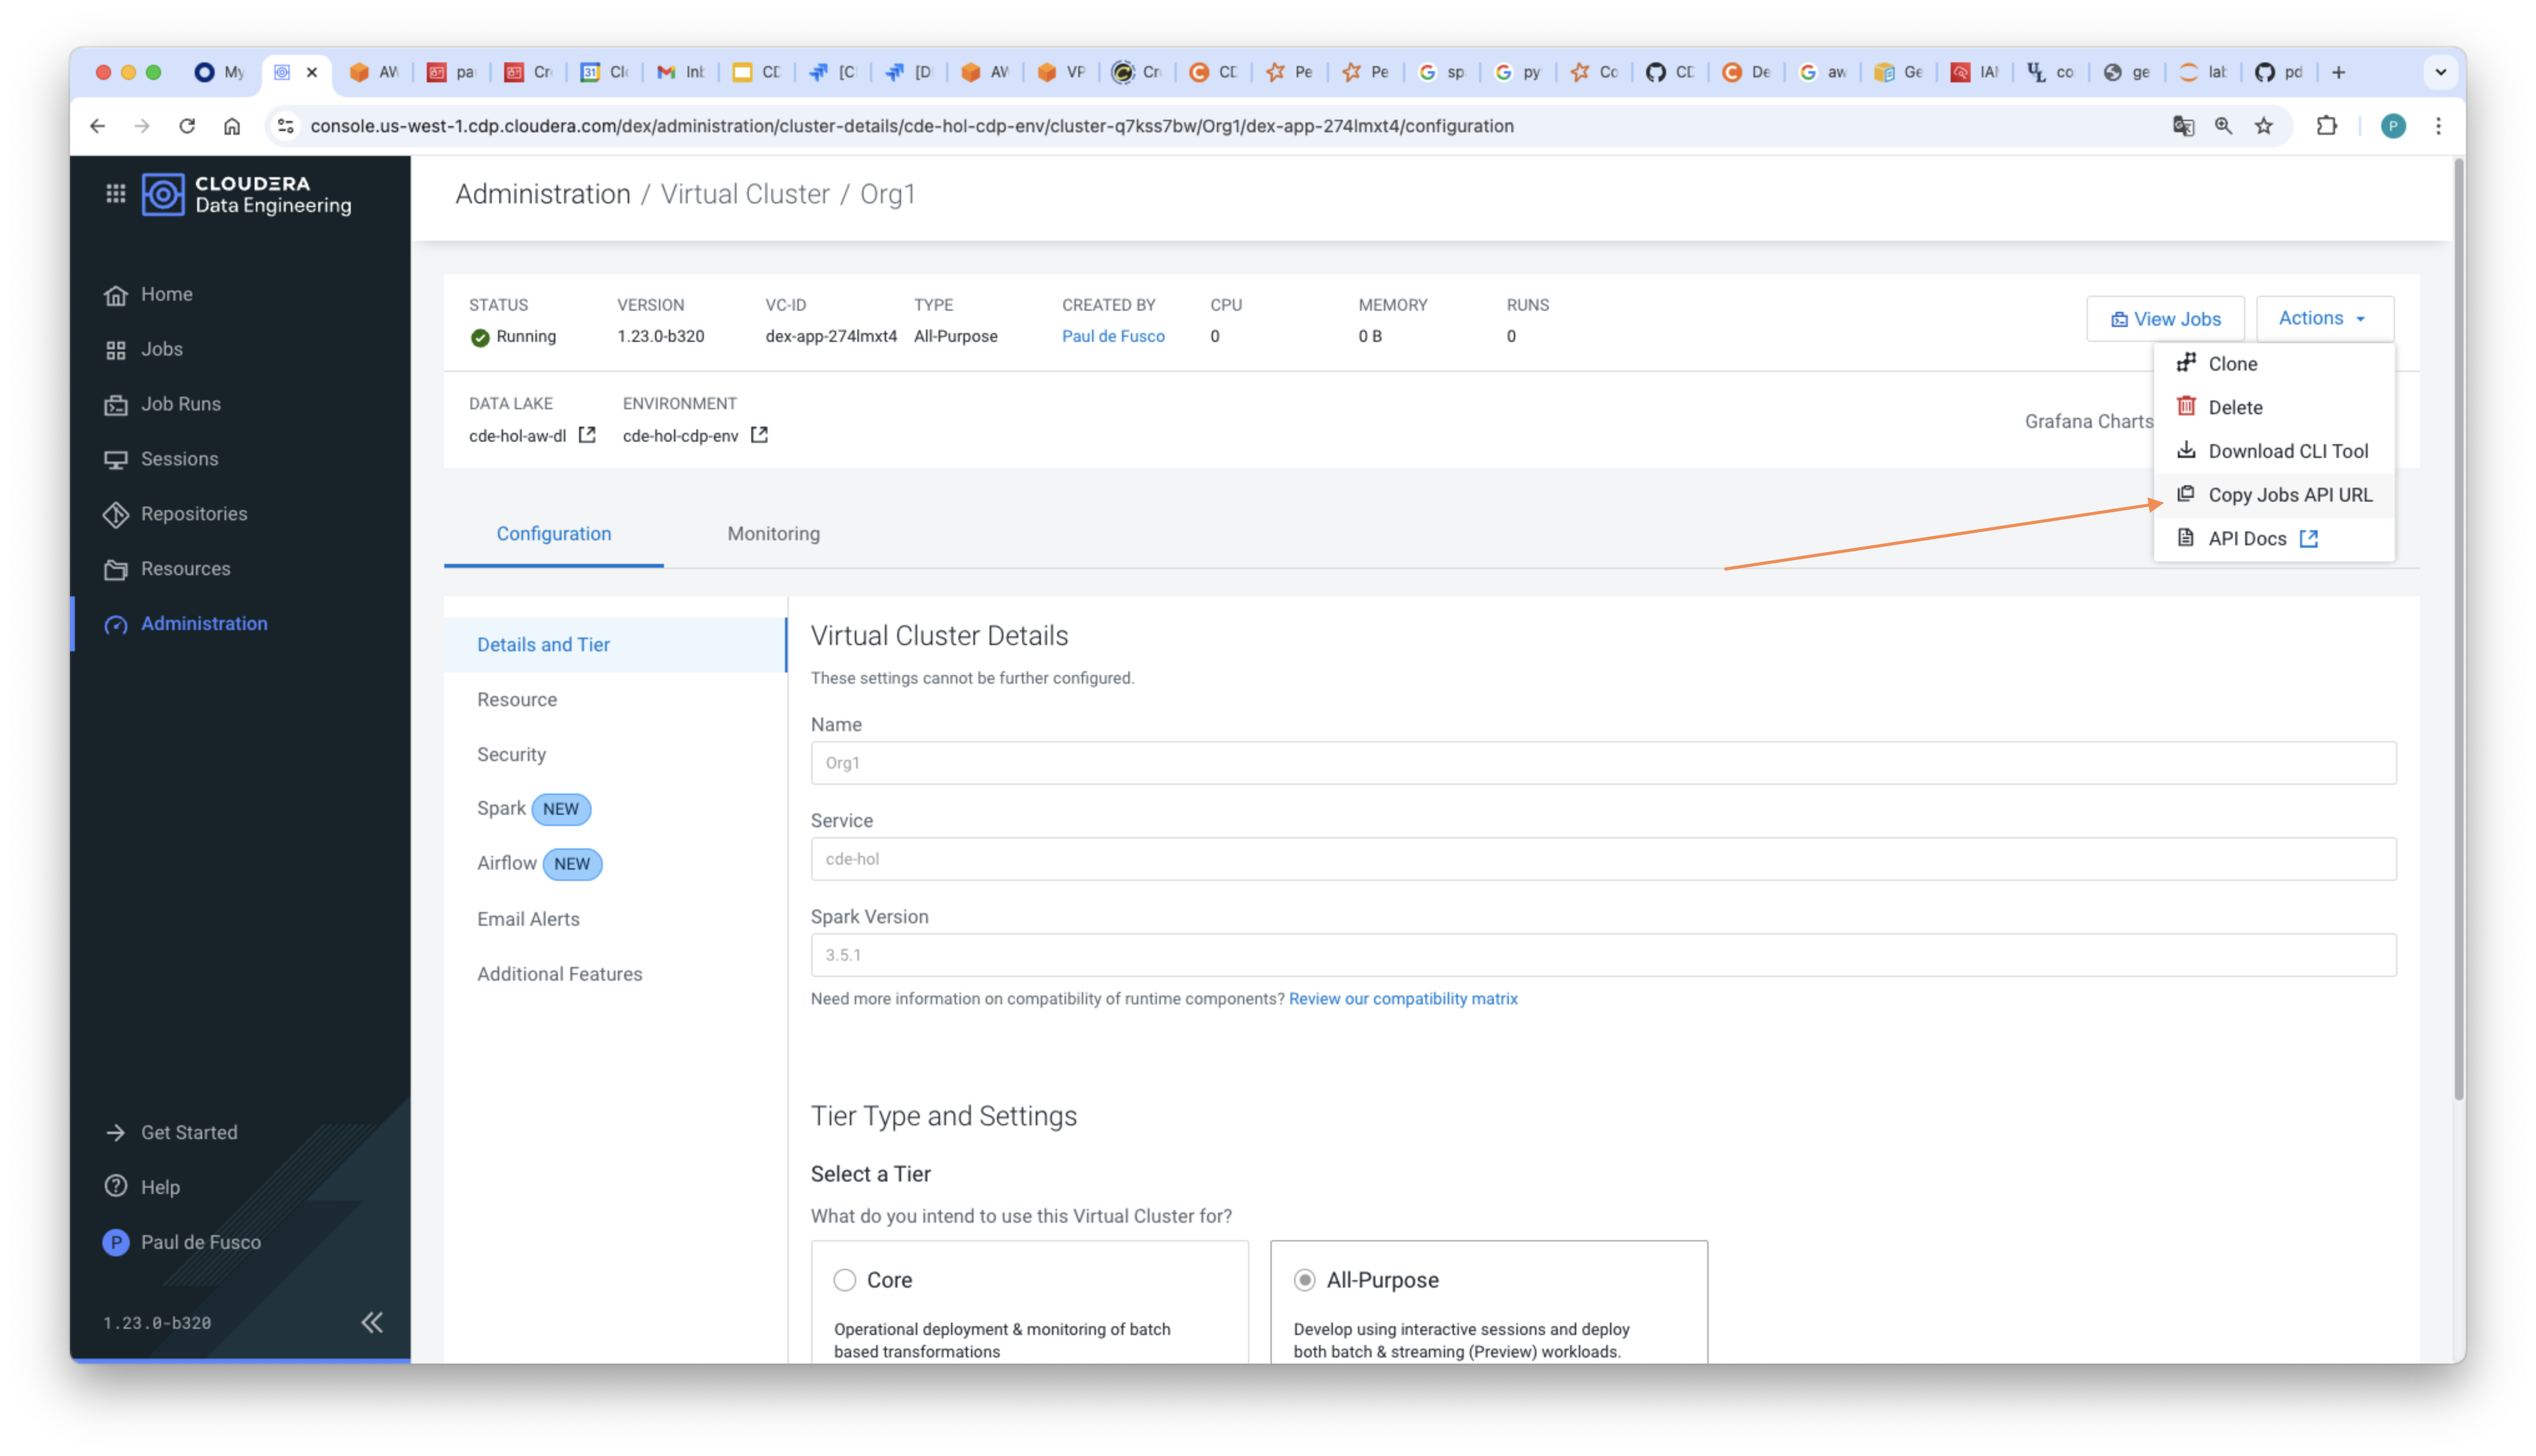 My
AW
pa
Cr
31
Clo
Int
CD
[C
[D
AW
VP
Cr
CD
Pe
Pe
sp
py
Co
CD
De
aw
Ge
IAM
co
ge
lab
pd
console.us-west-1.cdp.cloudera.com/dex/administration/cluster-details/cde-hol-cdp-env/cluster-q7kss7bw/Org1/dex-app-274lmxt4/configuration
P
CLOUDERA
Data Engineering
Home
Jobs
Job Runs
Sessions
Repositories
Resources
Administration
Get Started
Help
P Paul de Fusco
1.23.0-b320
Administration / Virtual Cluster / Org1
STATUS VERSION VC-ID TYPE CREATED BY CPU MEMORY RUNS
Running 1.23.0-b320 dex-app-274lmxt4 All-Purpose Paul de Fusco 0 0 B 0
View Jobs
Actions
DATA LAKE ENVIRONMENT
cde-hol-aw-dl cde-hol-cdp-env
Grafana Charts
Clone
Delete
Download CLI Tool
Copy Jobs API URL
API Docs
Configuration Monitoring
Details and Tier
Resource
Security
Spark NEW
Airflow NEW
Email Alerts
Additional Features
Virtual Cluster Details
These settings cannot be further configured.
Name
Org1
Service
cde-hol
Spark Version
3.5.1
Need more information on compatibility of runtime components? Review our compatibility matrix
Tier Type and Settings
Select a Tier
What do you intend to use this Virtual Cluster for?
Core
Operational deployment & monitoring of batch
based transformations
All-Purpose
Develop using interactive sessions and deploy
both batch & streaming (Preview) workloads.